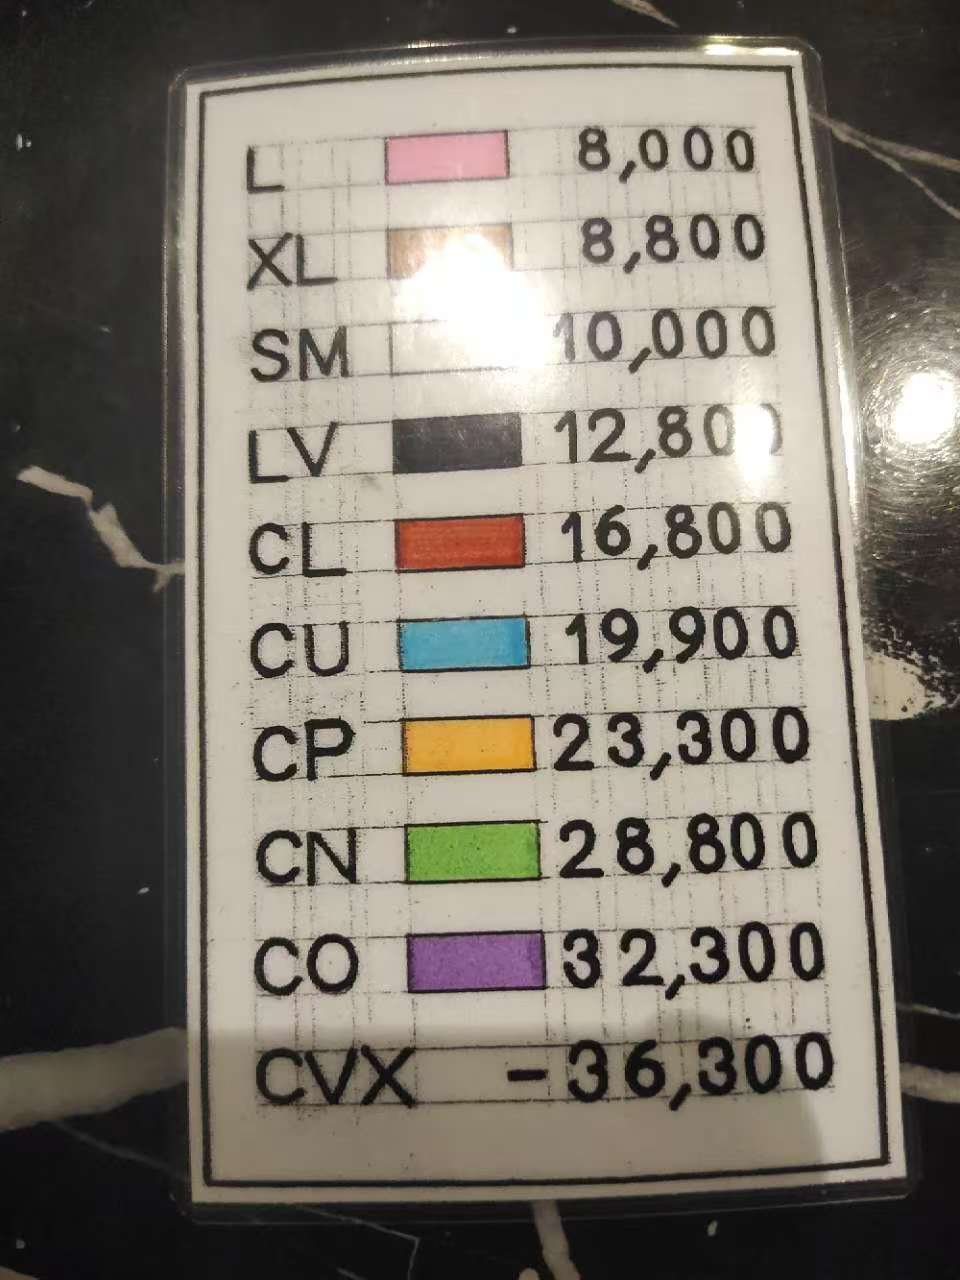 L 8,000
XL 8,800
SM 10,000
LV 12,800
CL 16,800
CU 19,900
CP 23,300
CN 28,800
CO 32,300
CVX -36,300